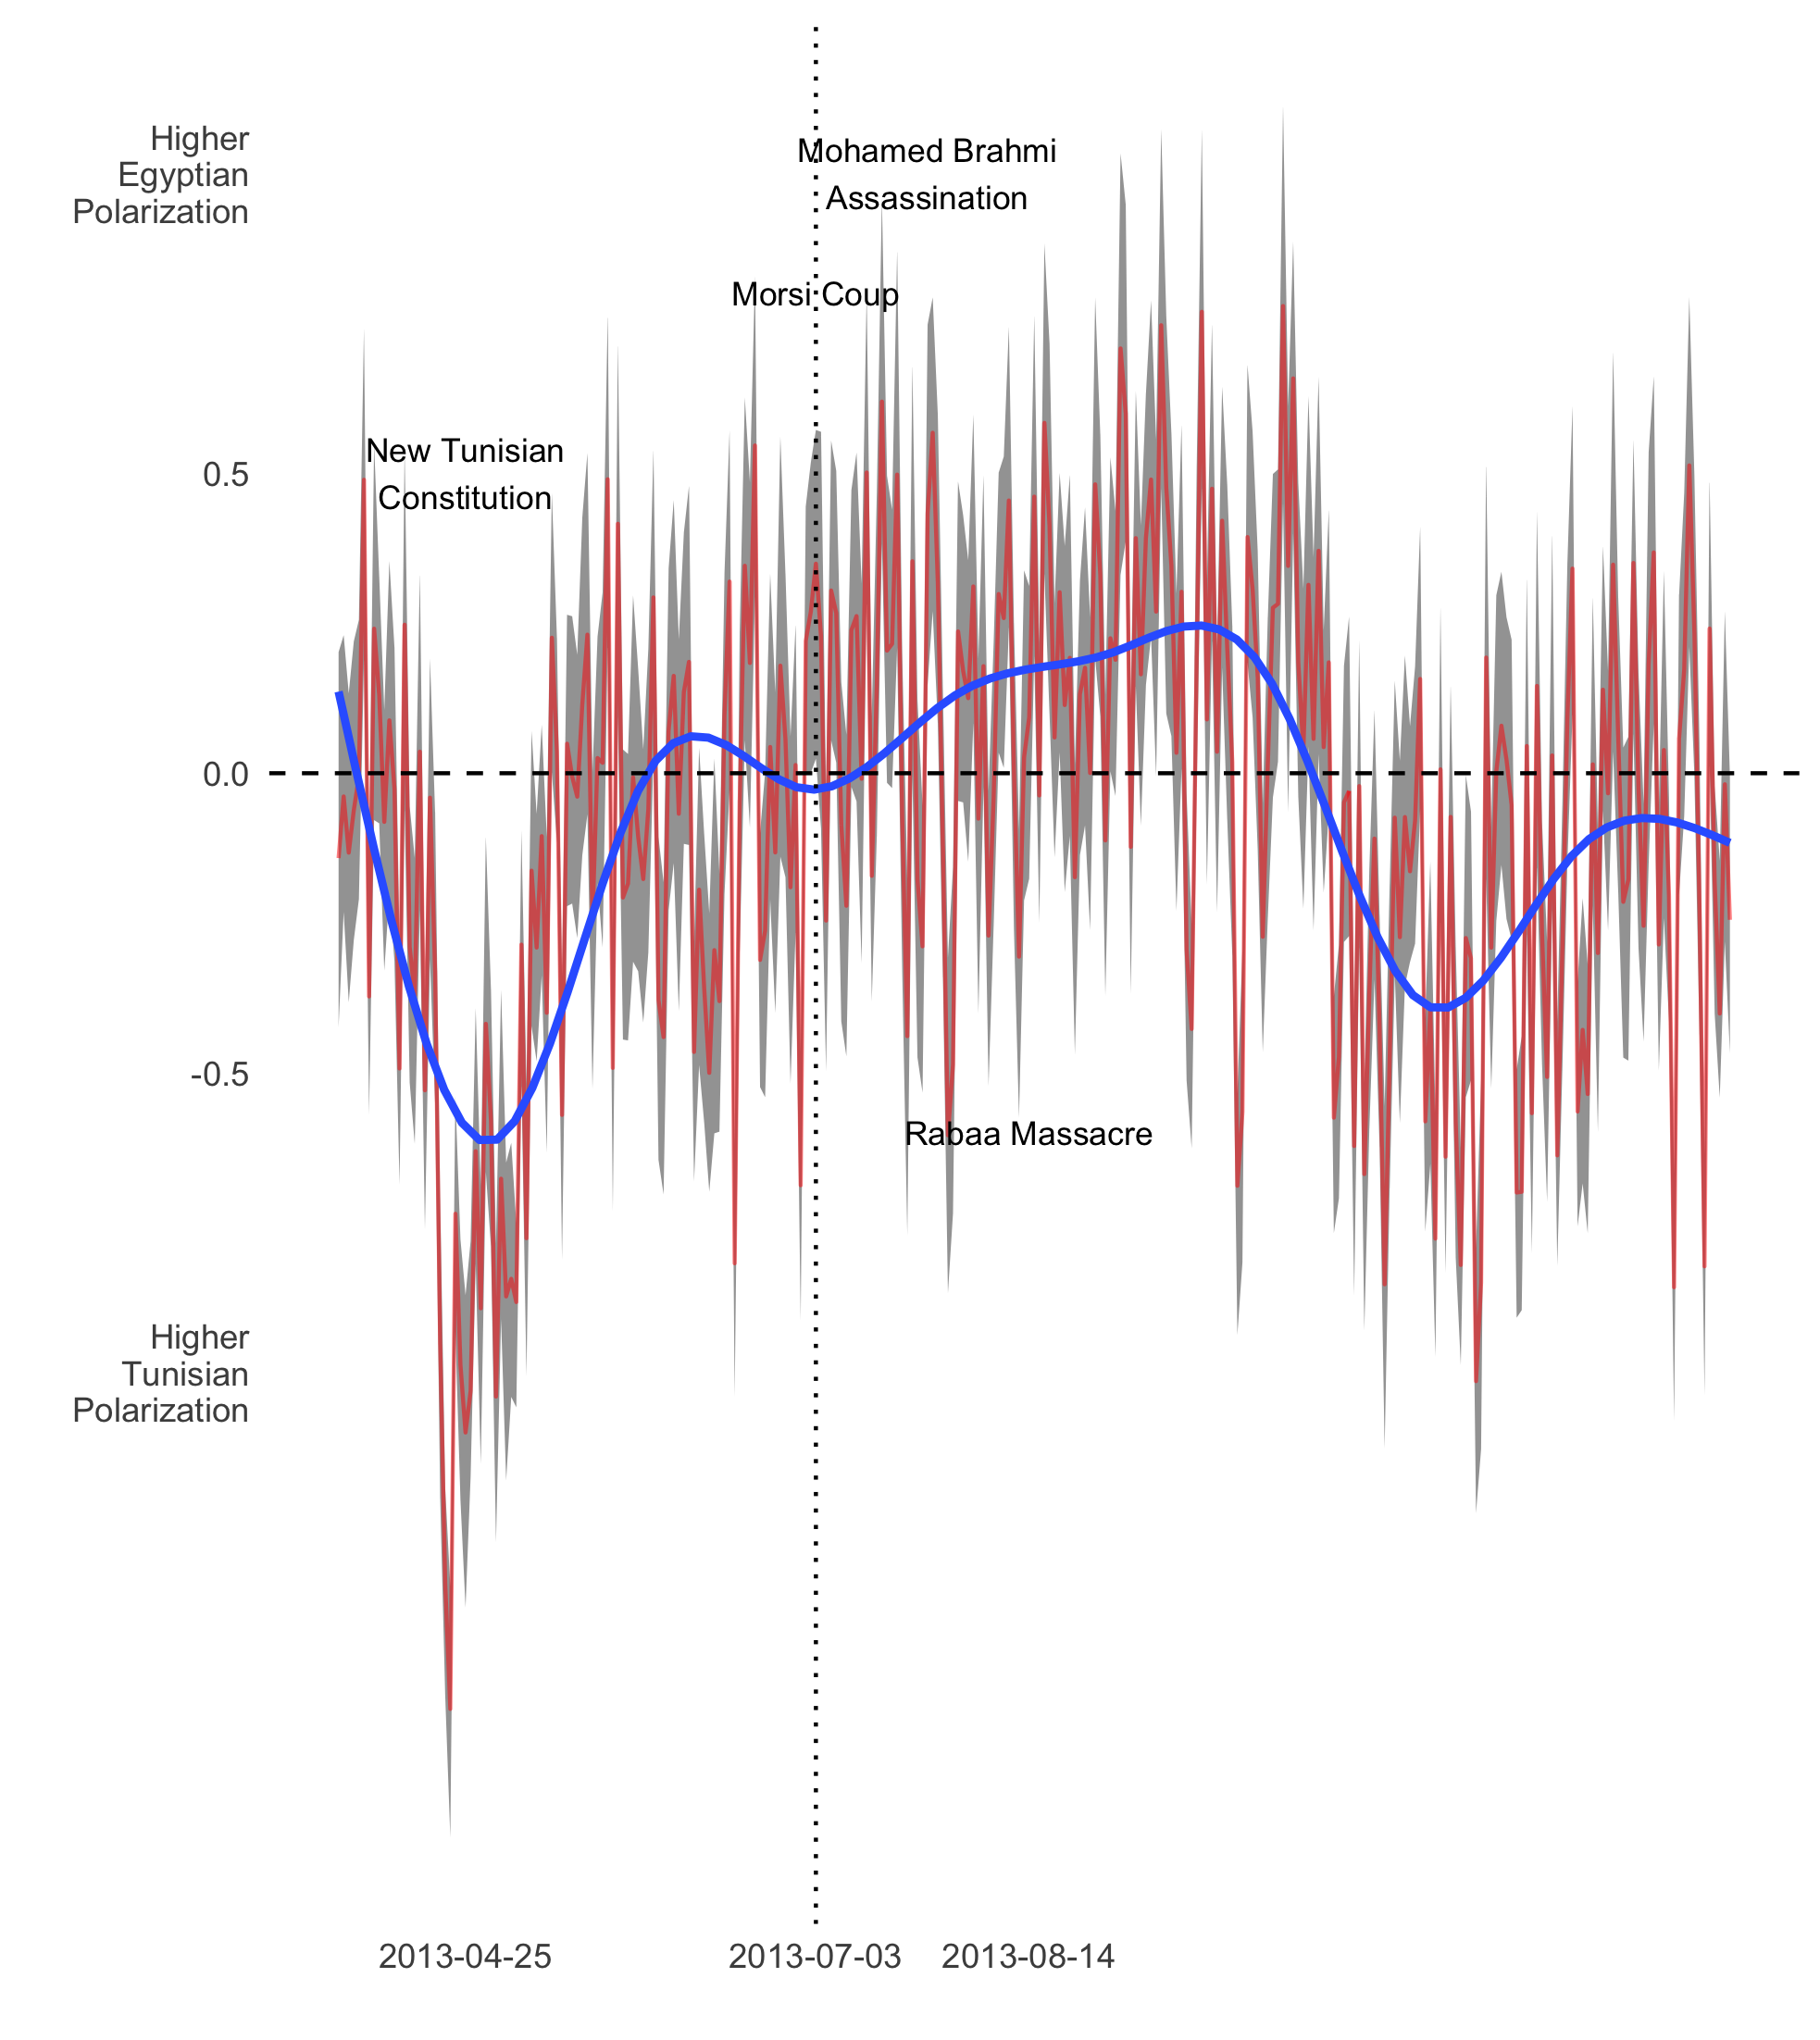 Higher
Egyptian
Polarization
Mohamed Brahmi
Assassination
Morsi Coup
New Tunisian
Constitution
0.5
0.0
-0.5
Rabaa Massacre
Higher
Tunisian
Polarization
2013-04-25
2013-07-03
2013-08-14